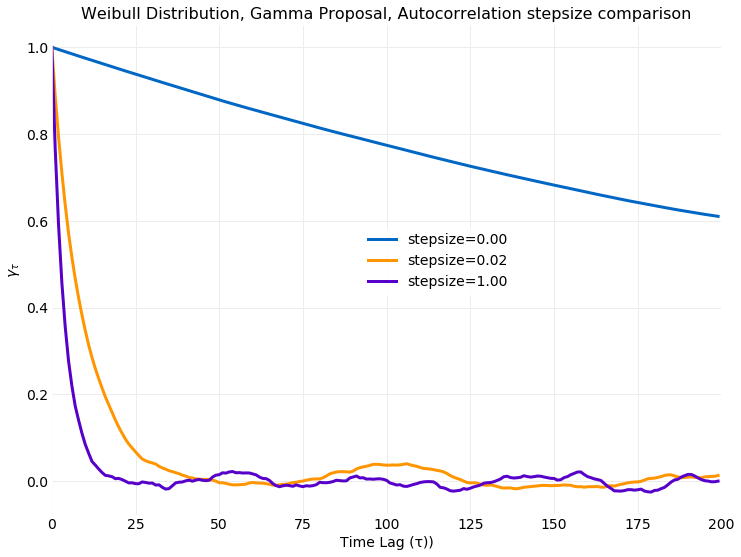 Weibull Distribution, Gamma Proposal, Autocorrelation stepsize comparison
1.0
0.8
0.6
0.4
0.2
0.0
γτ
stepsize=0.00
stepsize=0.02
stepsize=1.00
0 25 50 75 100 125 150 175 200
Time Lag (τ))